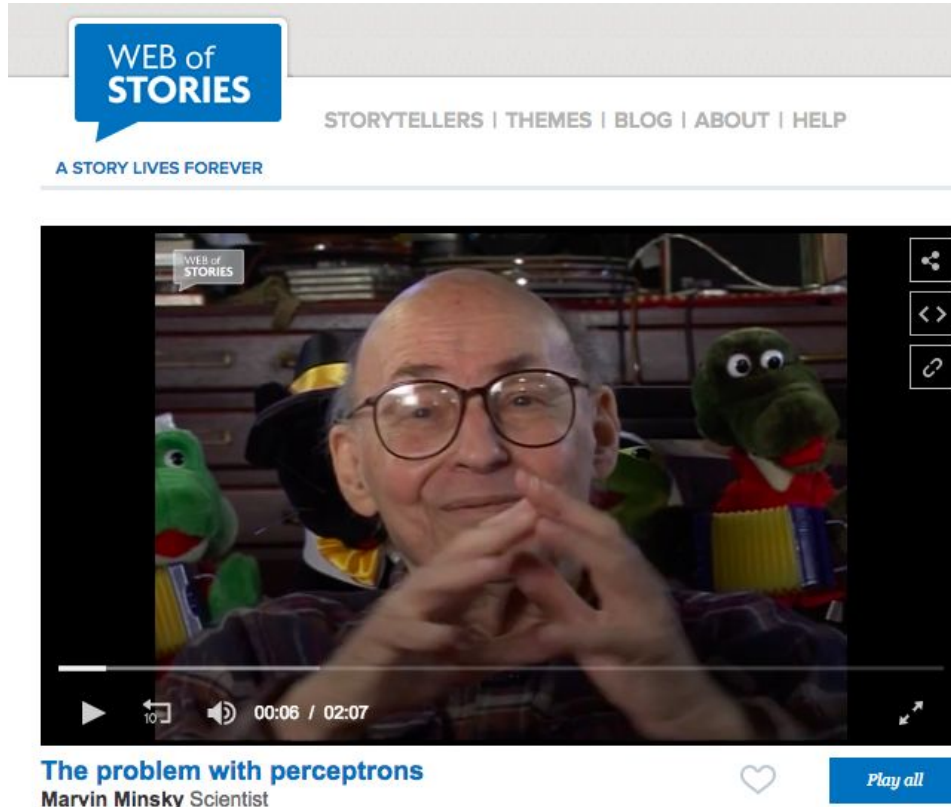 WEB of
STORIES
STORYTELLERS | THEMES | BLOG | ABOUT | HELP
A STORY LIVES FOREVER
WEB of
STORIES
10
00:06 / 02:07
The problem with perceptrons
Play all
Marvin Minsky Scientist